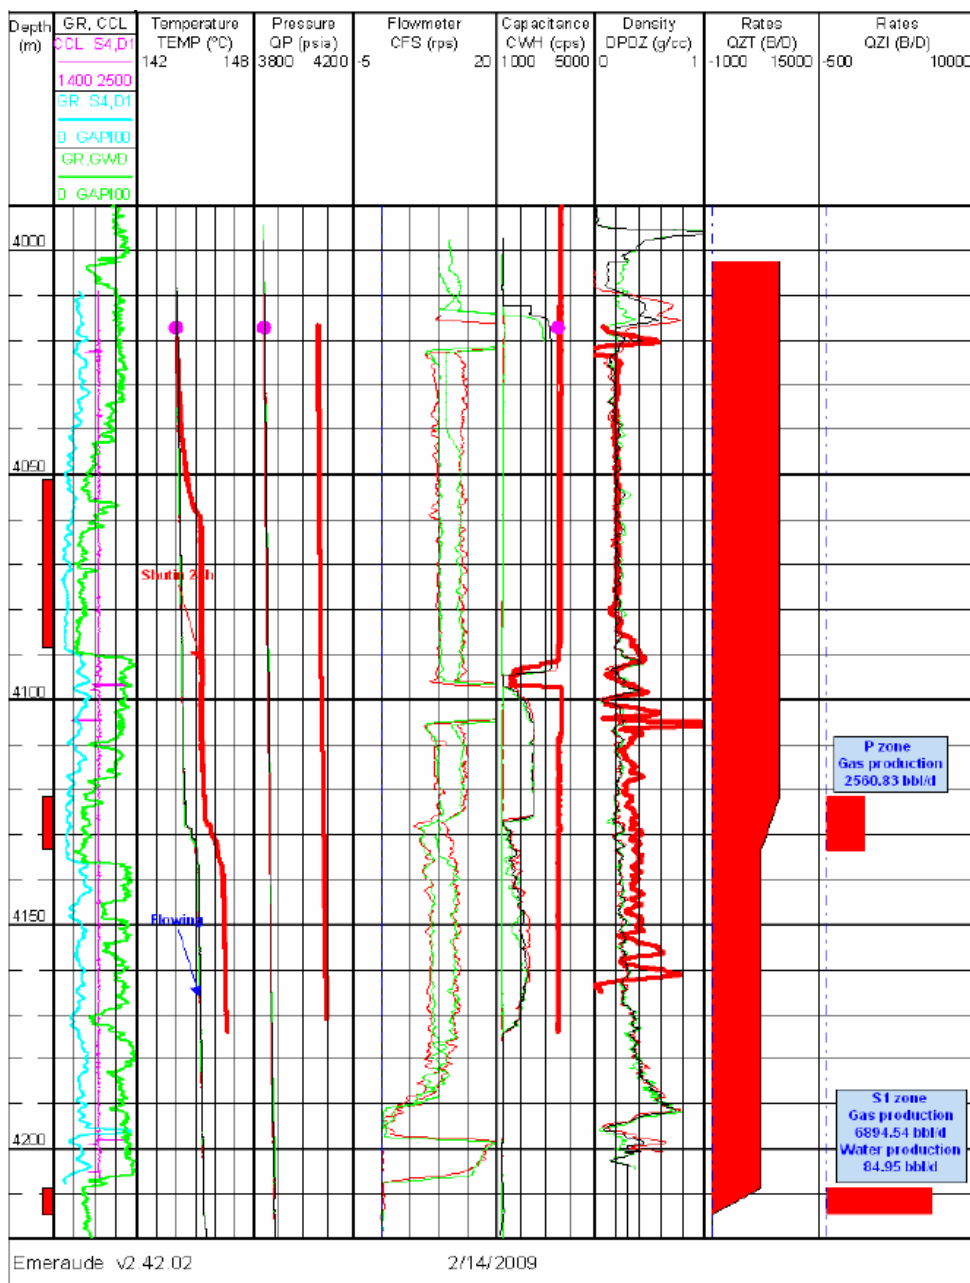 Depth
(m)
GR, CCL
CCL S4,D1
1400 2500
GR S4,D1
0 GAPI100
GR,GWD
0 GAPI100
Temperature
TEMP (ºC)
142 148
Pressure
QP (psia)
3800 4200
Flowmeter
CFS (rps)
-5 20
Capacitance
CWH (cps)
1000 5000
Density
DPDZ (g/cc)
0 1
Rates
QZT (B/D)
-1000 15000
Rates
QZI (B/D)
-500 10000
4000
4050
Shutin 24h
4100
P zone
Gas production
2560.83 bbl/d
4150
Flowing
S1 zone
Gas production
6894.54 bbl/d
Water production
84.95 bbl/d
4200
Emeraude v2.42.02
2/14/2009